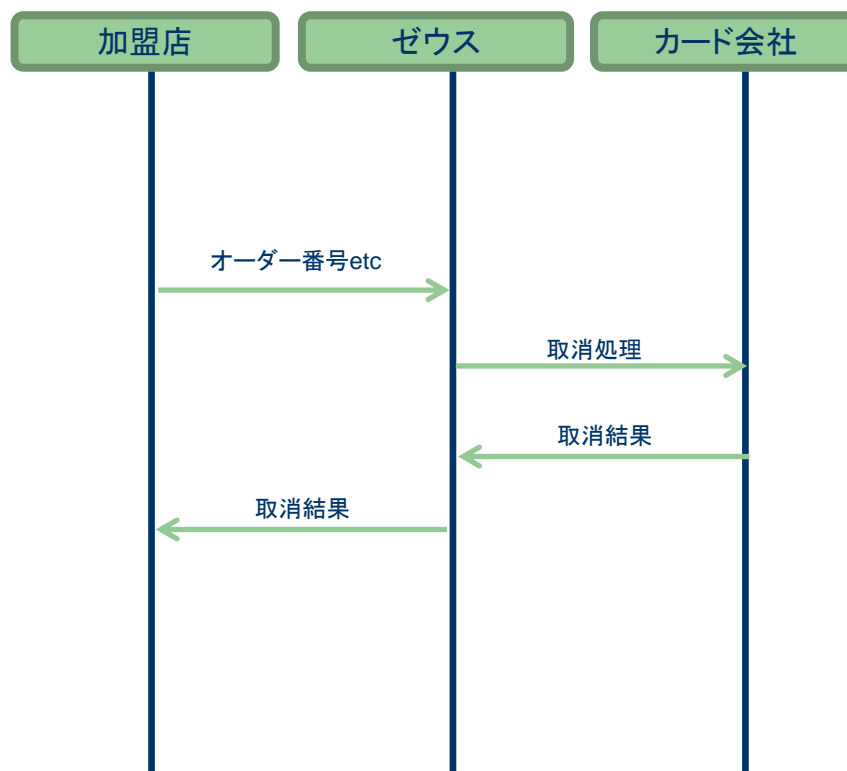 加盟店
ゼウス
カード会社
オーダー番号etc
取消処理
取消結果
取消結果